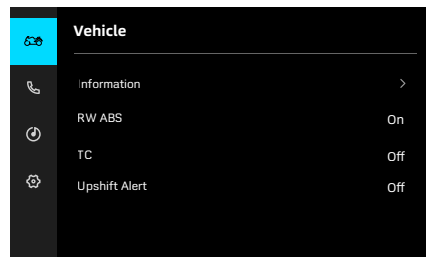 Vehicle
Information
RW ABS On
TC Off
Upshift Alert Off